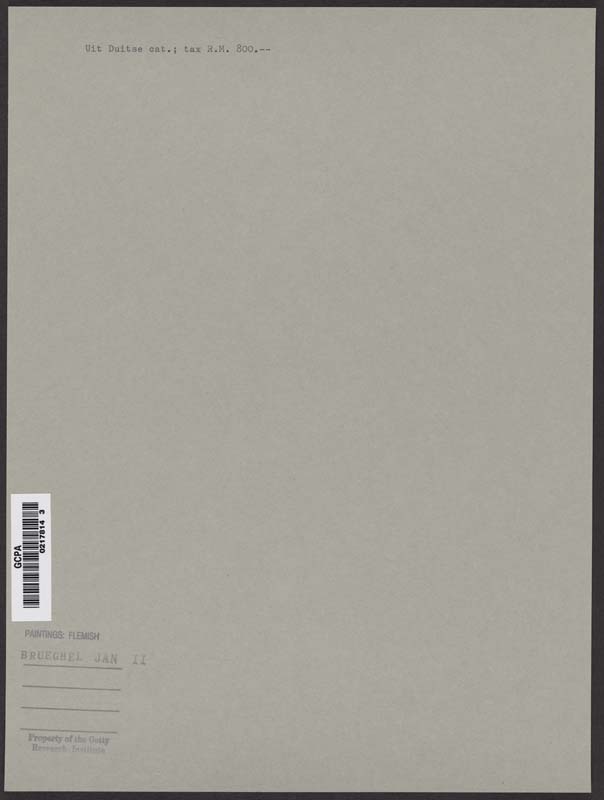 Uit Duitse cat.; tax R.M. 800.--
GCPA
0217814 3
PAINTINGS: FLEMISH
BRUEGHEL JAN II
Property of the Getty
Research Institute